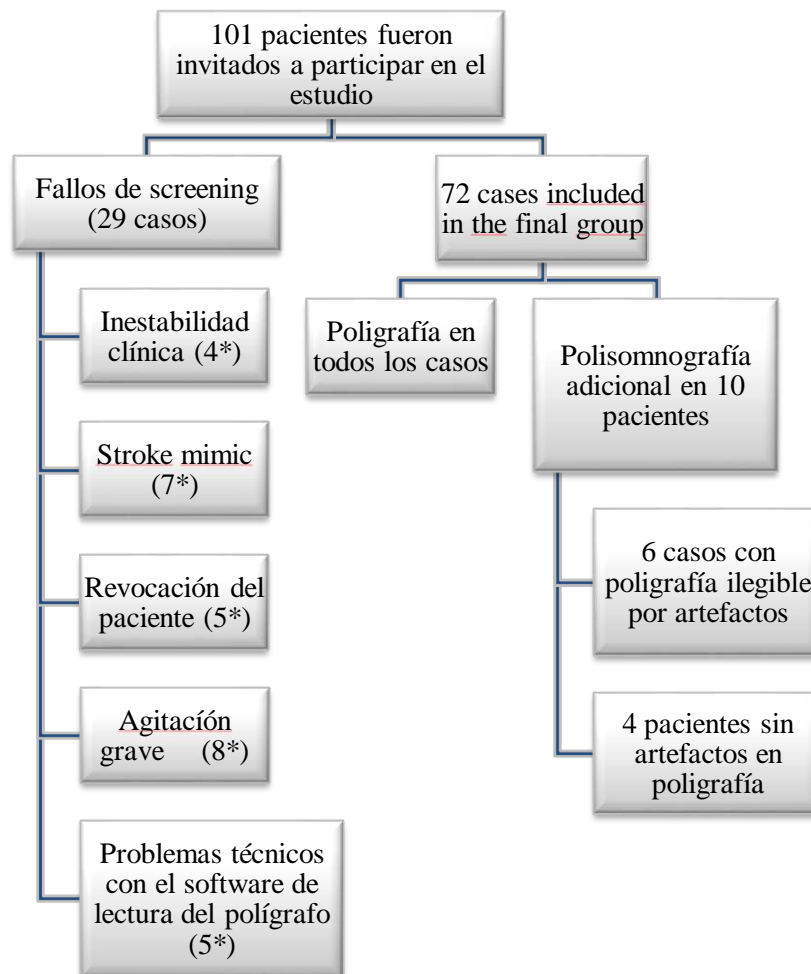 101 pacientes fueron
invitados a participar en el
estudio
Fallos de screening
(29 casos)
72 cases included
in the final group
Inestabilidad
clínica (4*)
Poligrafía en
todos los casos
Polisomnografía
adicional en 10
pacientes
Stroke mimic
(7*)
Revocación del
paciente (5*)
6 casos con
poligrafía ilegible
por artefactos
Agitacíón
grave (8*)
4 pacientes sin
artefactos en
poligrafía
Problemas técnicos
con el software de
lectura del polígrafo
(5*)